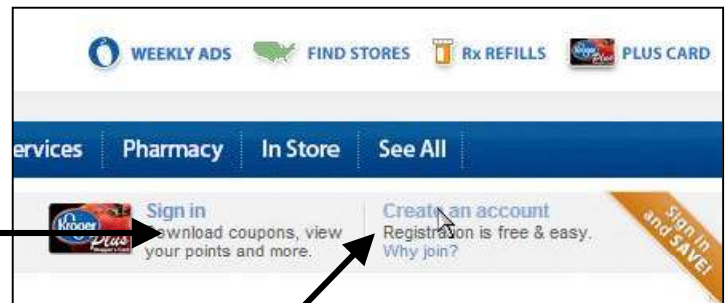 WEEKLY ADS FIND STORES Rx REFILLS Kroger Plus PLUS CARD
ervices Pharmacy In Store See All
Kroger Plus
Sign in
Download coupons, view
your points and more.
Create an account
Registration is free & easy.
Why join?
Sign in
and SAVE!